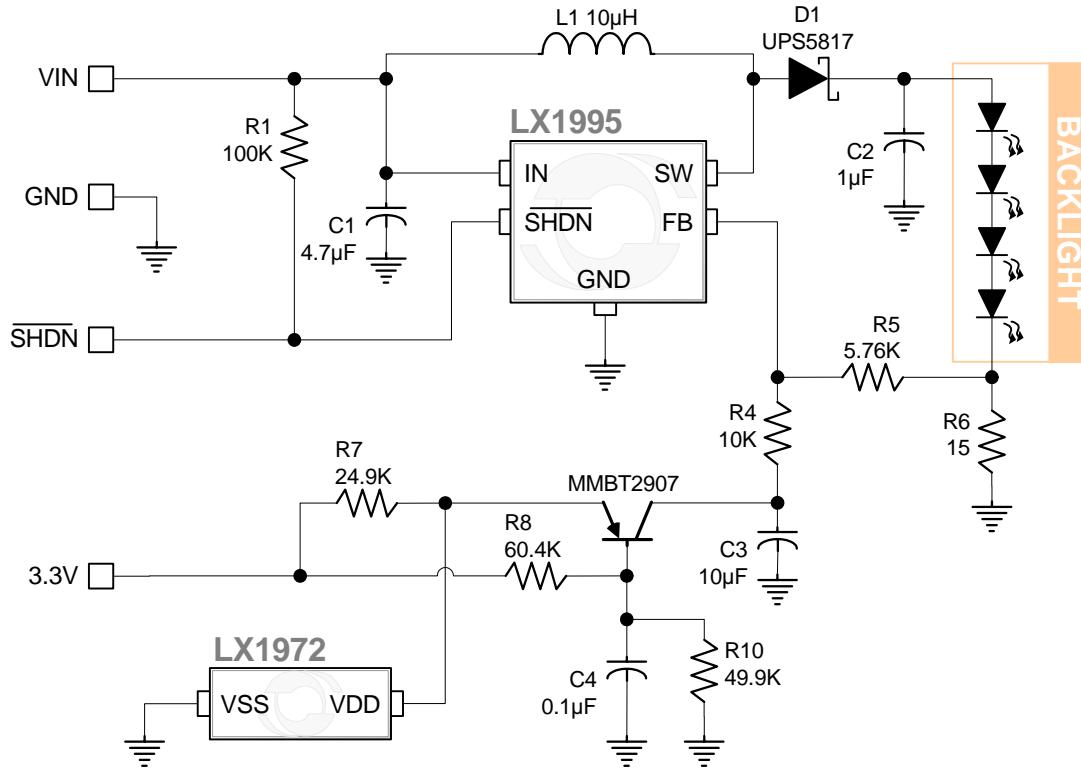 L1 10µH
D1
UPS5817
VIN
R1
100K
LX1995
IN
SW
C2
1µF
BACKLIGHT
GND
C1
4.7µF
SHDN
FB
GND
SHDN
R5
5.76K
R4
10K
R6
15
R7
24.9K
MMBT2907
R8
60.4K
C3
10µF
3.3V
LX1972
VSS
VDD
C4
0.1µF
R10
49.9K